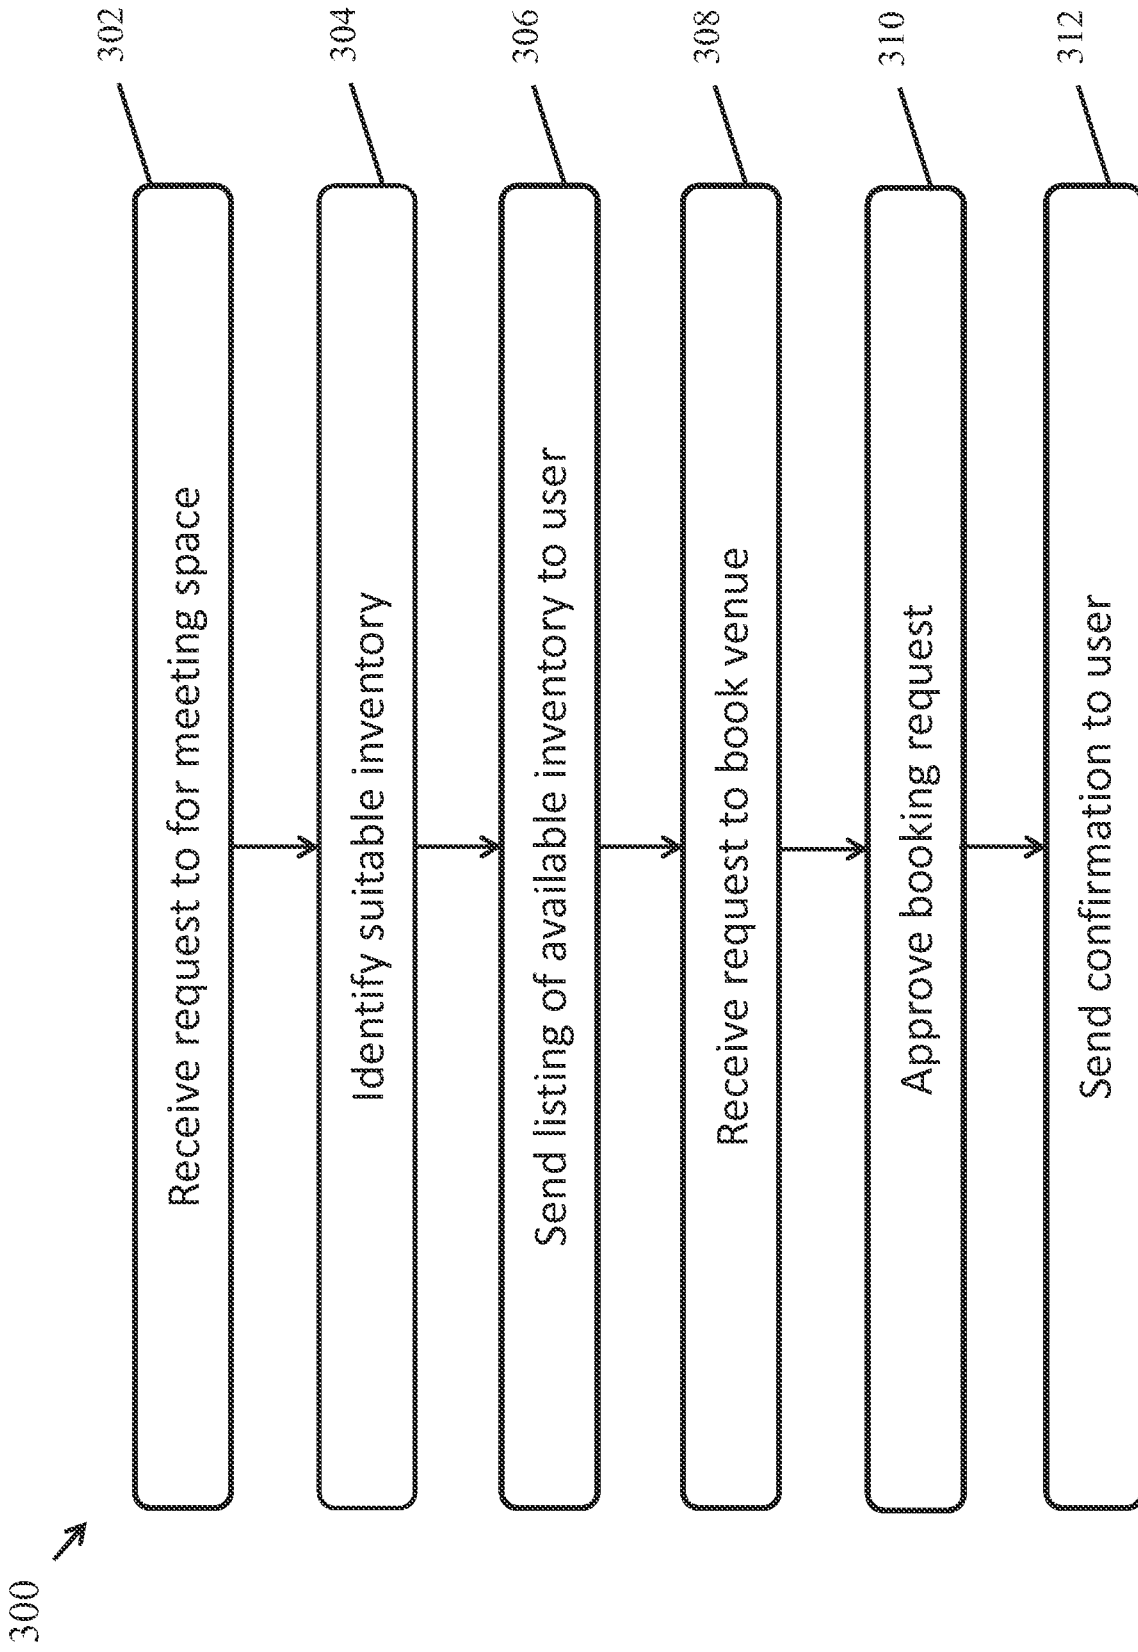 300
Receive request to for meeting space
302
Identify suitable inventory
304
Send listing of available inventory to user
306
Receive request to book venue
308
Approve booking request
310
Send confirmation to user
312